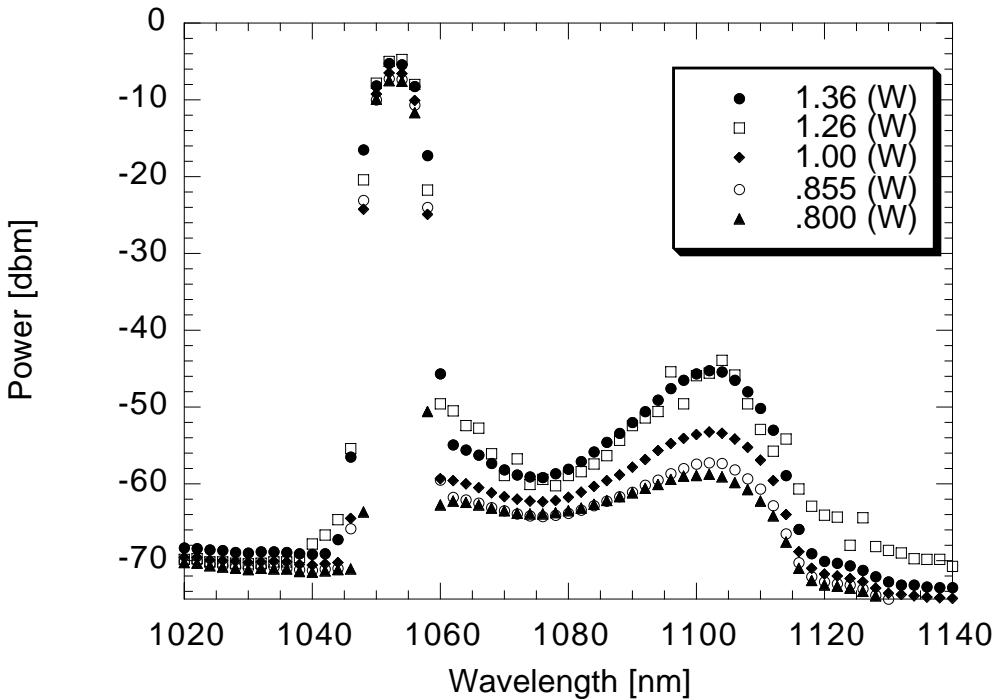 0
-10
-20
-30
-40
-50
-60
-70
Power [dbm]
1.36 (W)
1.26 (W)
1.00 (W)
.855 (W)
.800 (W)
1020 1040 1060 1080 1100 1120 1140
Wavelength [nm]